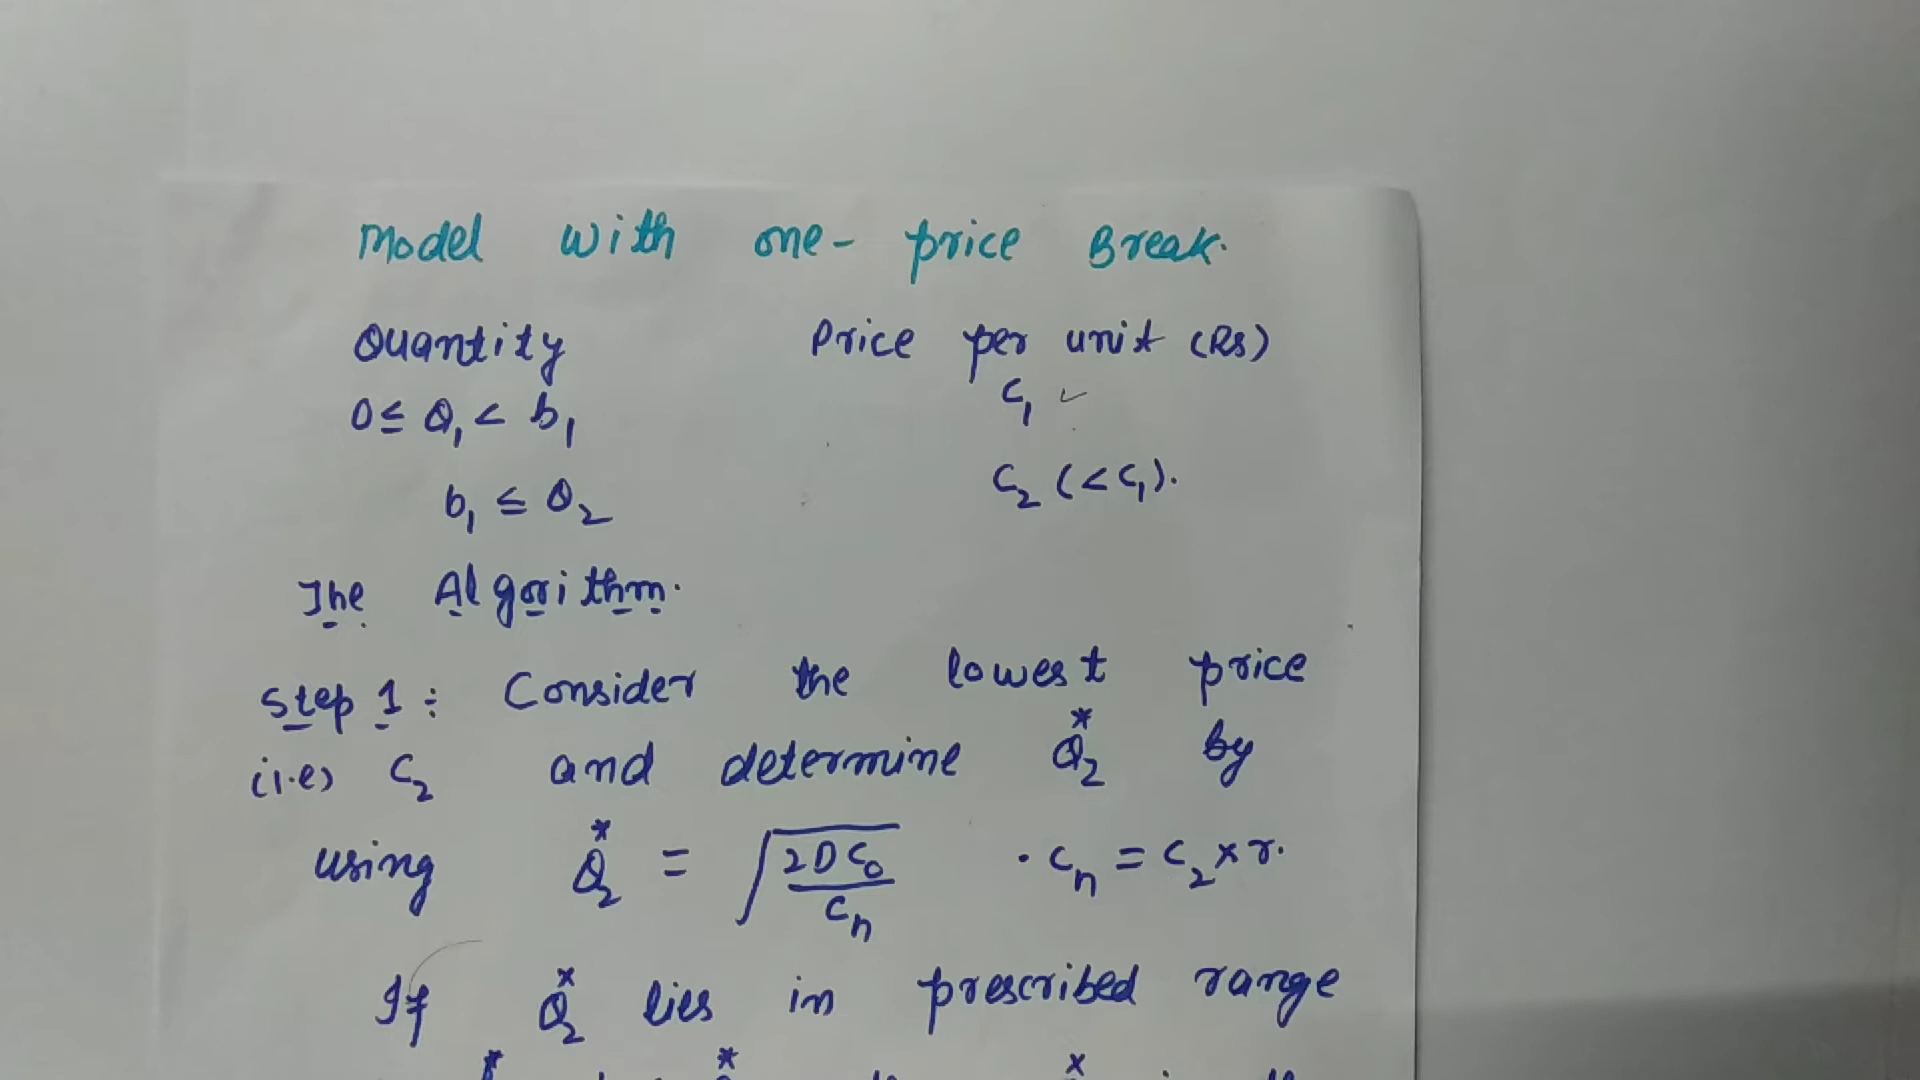 Model with one- price Break.
Quantity Price per unit (Rs)
0 ≤ Q₁ < b₁ C₁ ✓
b₁ ≤ Q₂ C₂ (< C₁).
The Algorithm.
Step 1: Consider the lowest price
(i.e) C₂ and determine Q₂* by
using Q₂* = √(2DC₀/Cₕ) . Cₕ = C₂ × r.
If Q₂* lies in prescribed range